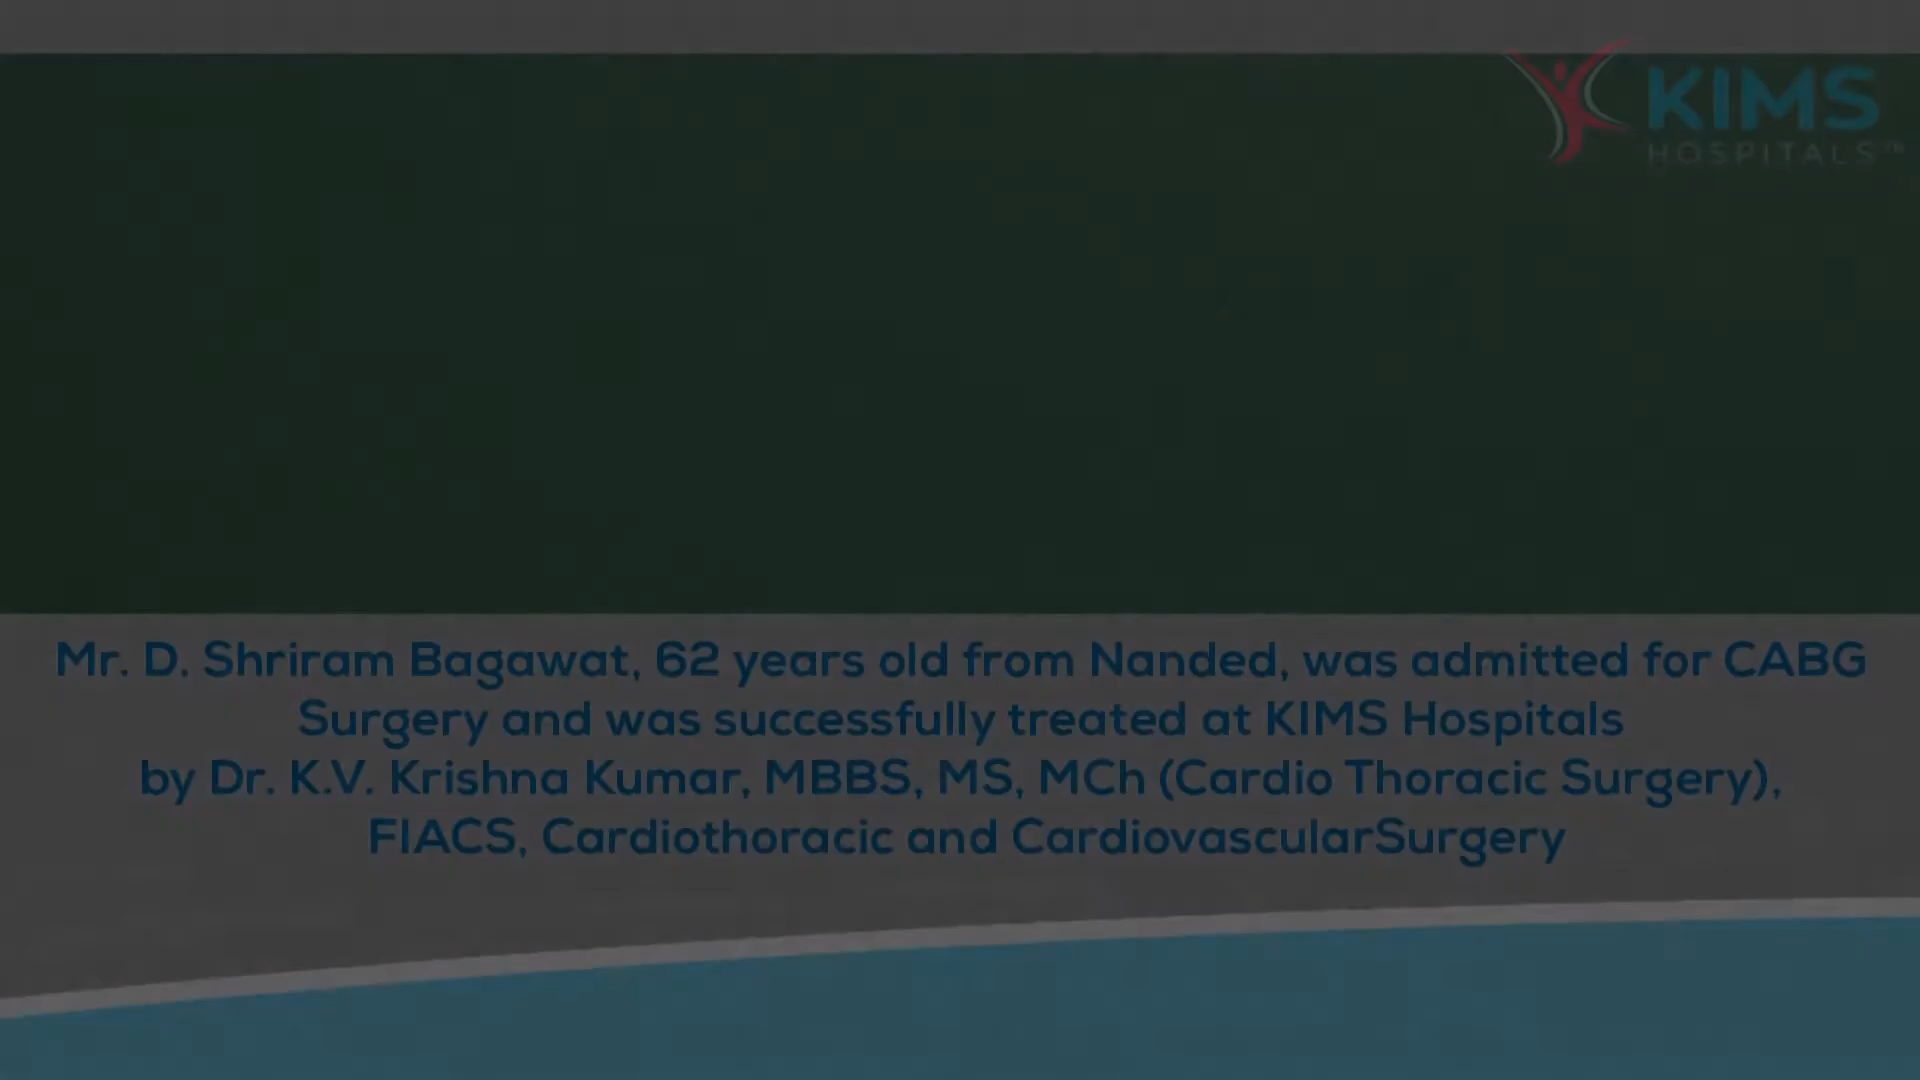 KIMS
HOSPITALS™
Mr. D. Shriram Bagawat, 62 years old from Nanded, was admitted for CABG
Surgery and was successfully treated at KIMS Hospitals
by Dr. K.V. Krishna Kumar, MBBS, MS, MCh (Cardio Thoracic Surgery),
FIACS, Cardiothoracic and CardiovascularSurgery